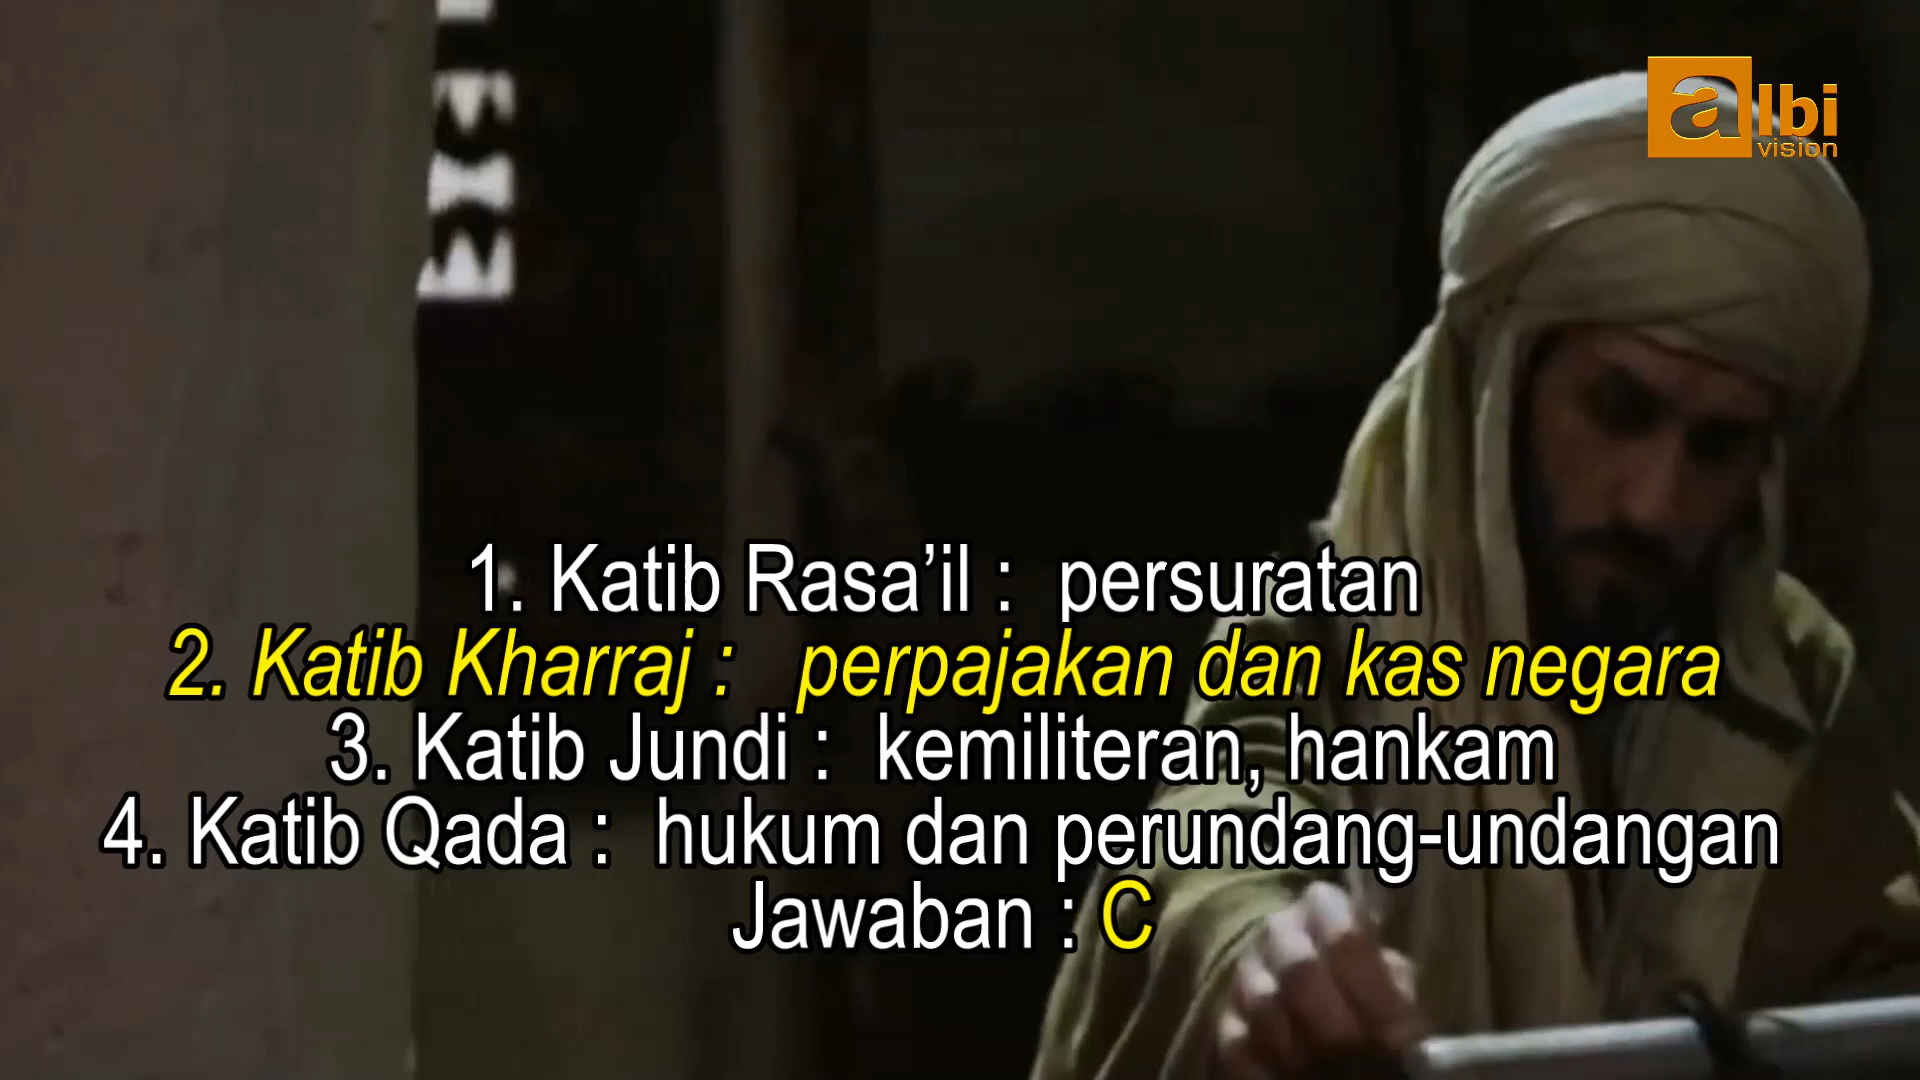 albi
vision
1. Katib Rasa’il : persuratan
2. Katib Kharraj : perpajakan dan kas negara
3. Katib Jundi : kemiliteran, hankam
4. Katib Qada : hukum dan perundang-undangan
Jawaban : C